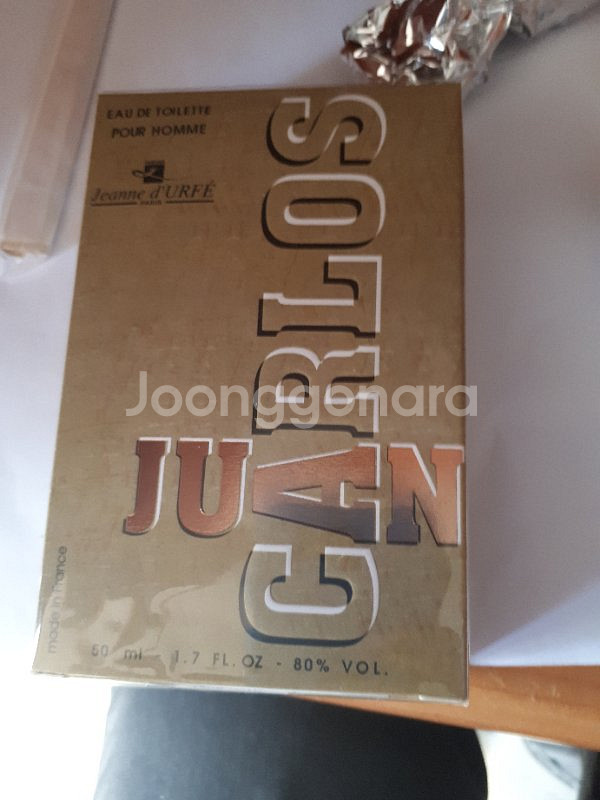 EAU DE TOILETTE
POUR HOMME
Jeanne d'URFÉ
PARIS
CARLOS
JUAN
Joonggonara
made in France
50 ml - 1.7 FL. OZ - 80% VOL.